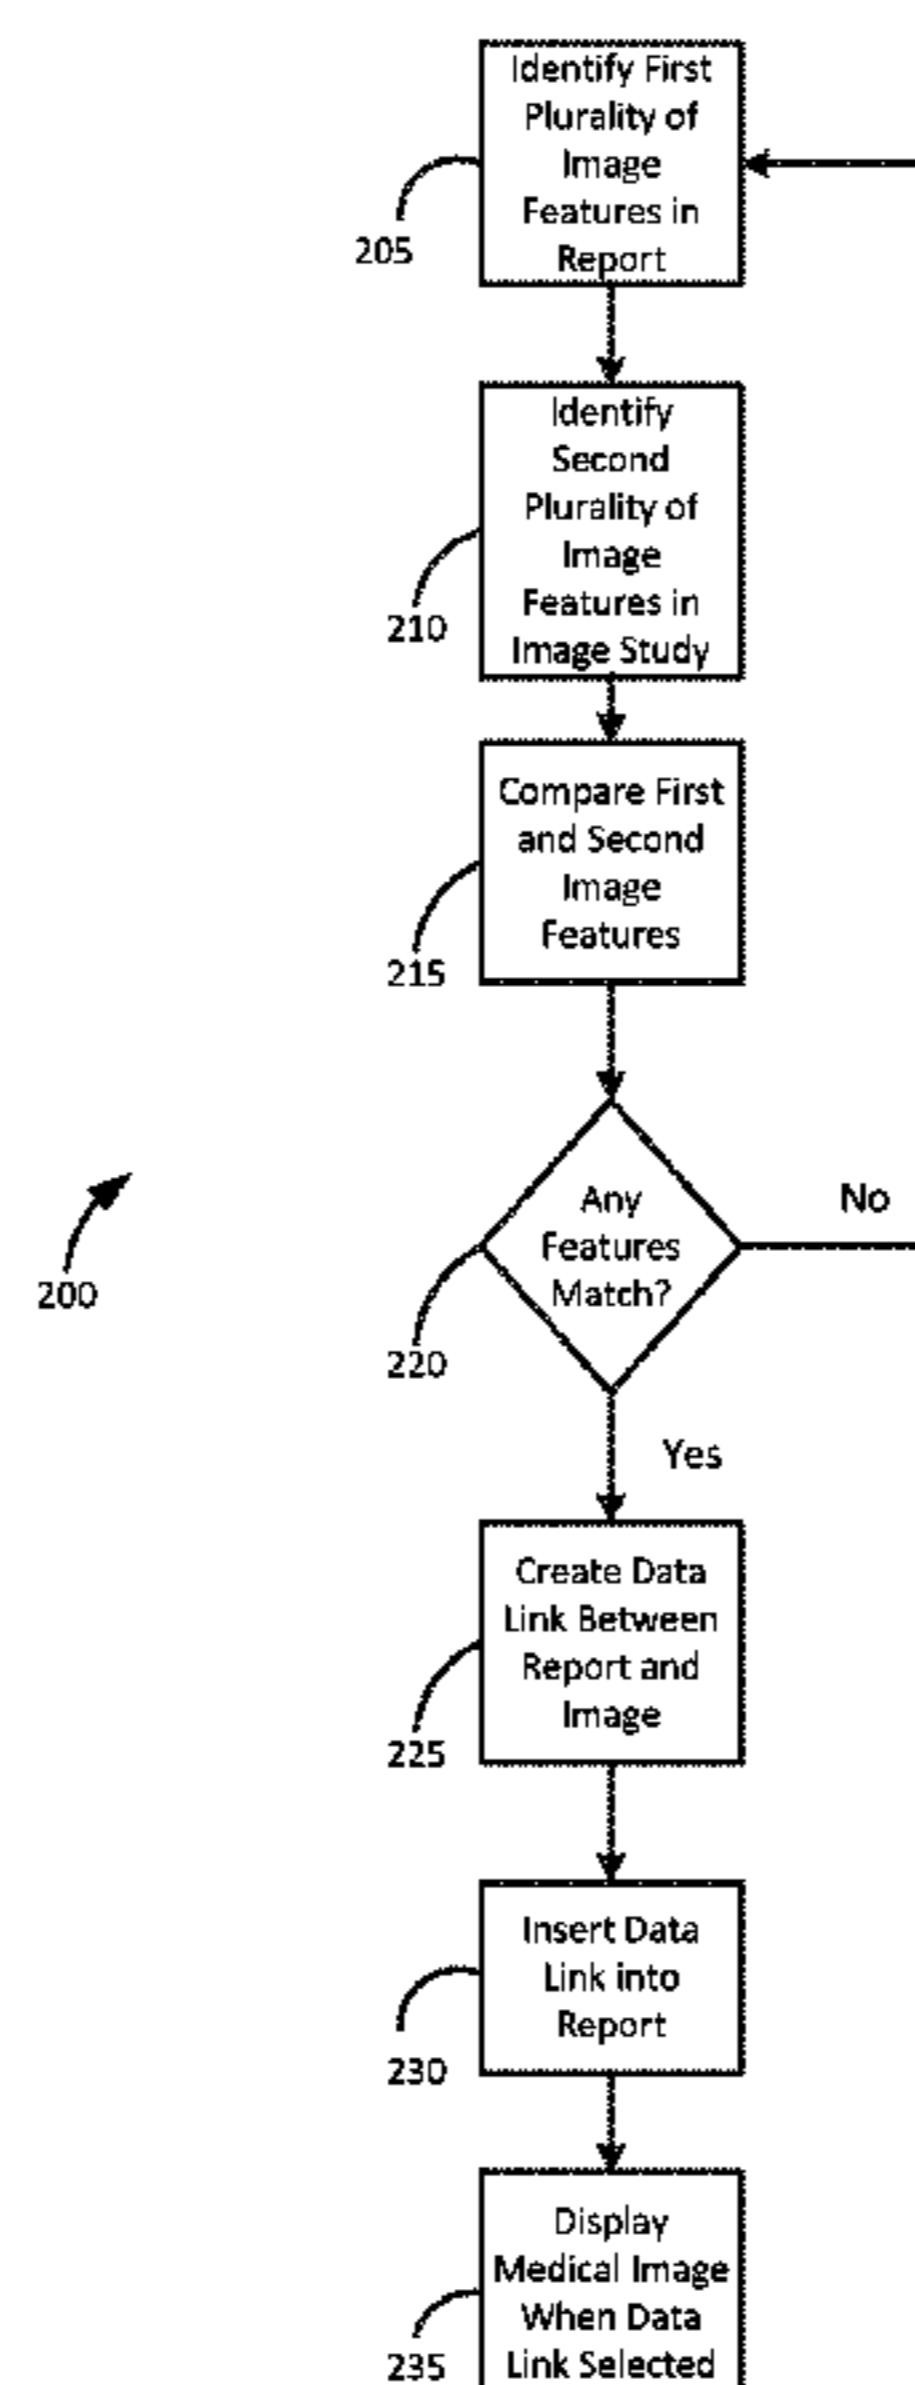 Identify First
Plurality of
Image
Features in
Report
205
Identify
Second
Plurality of
Image
Features in
Image Study
210
Compare First
and Second
Image
Features
215
Any
Features
Match?
No
200
220
Yes
Create Data
Link Between
Report and
Image
225
Insert Data
Link into
Report
230
Display
Medical Image
When Data
Link Selected
235